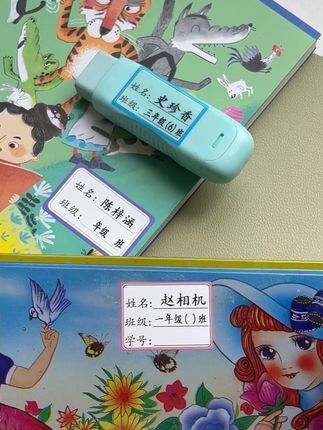 姓名: 史珍香
班级: 三年级(6)班
姓名: 陈梓涵
班级: 年级 班
姓名: 赵相机
班级: 一年级( )班
学号: